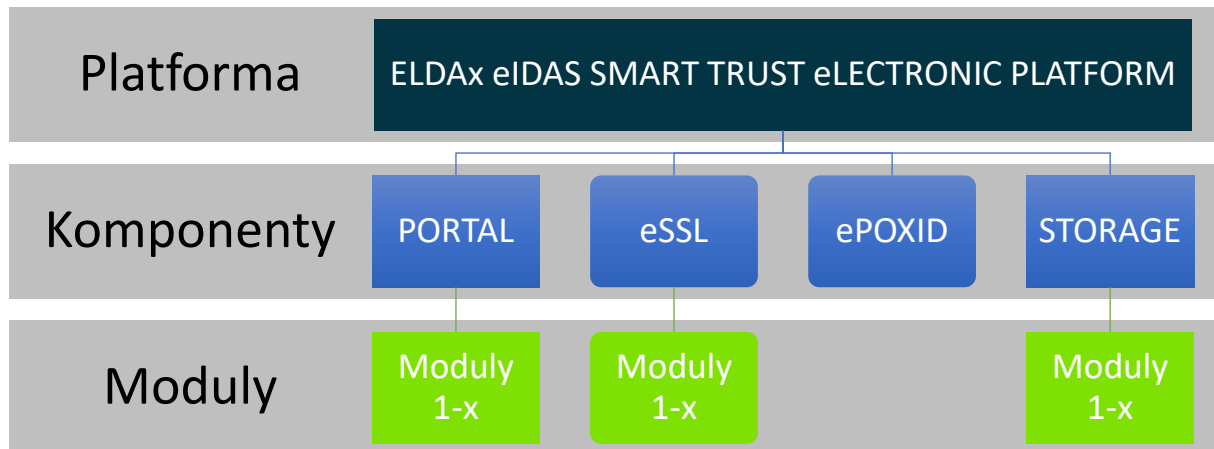 Platforma
ELDAx eIDAS SMART TRUST eLECTRONIC PLATFORM
Komponenty
PORTAL
eSSL
ePOXID
STORAGE
Moduly
Moduly
1-x
Moduly
1-x
Moduly
1-x